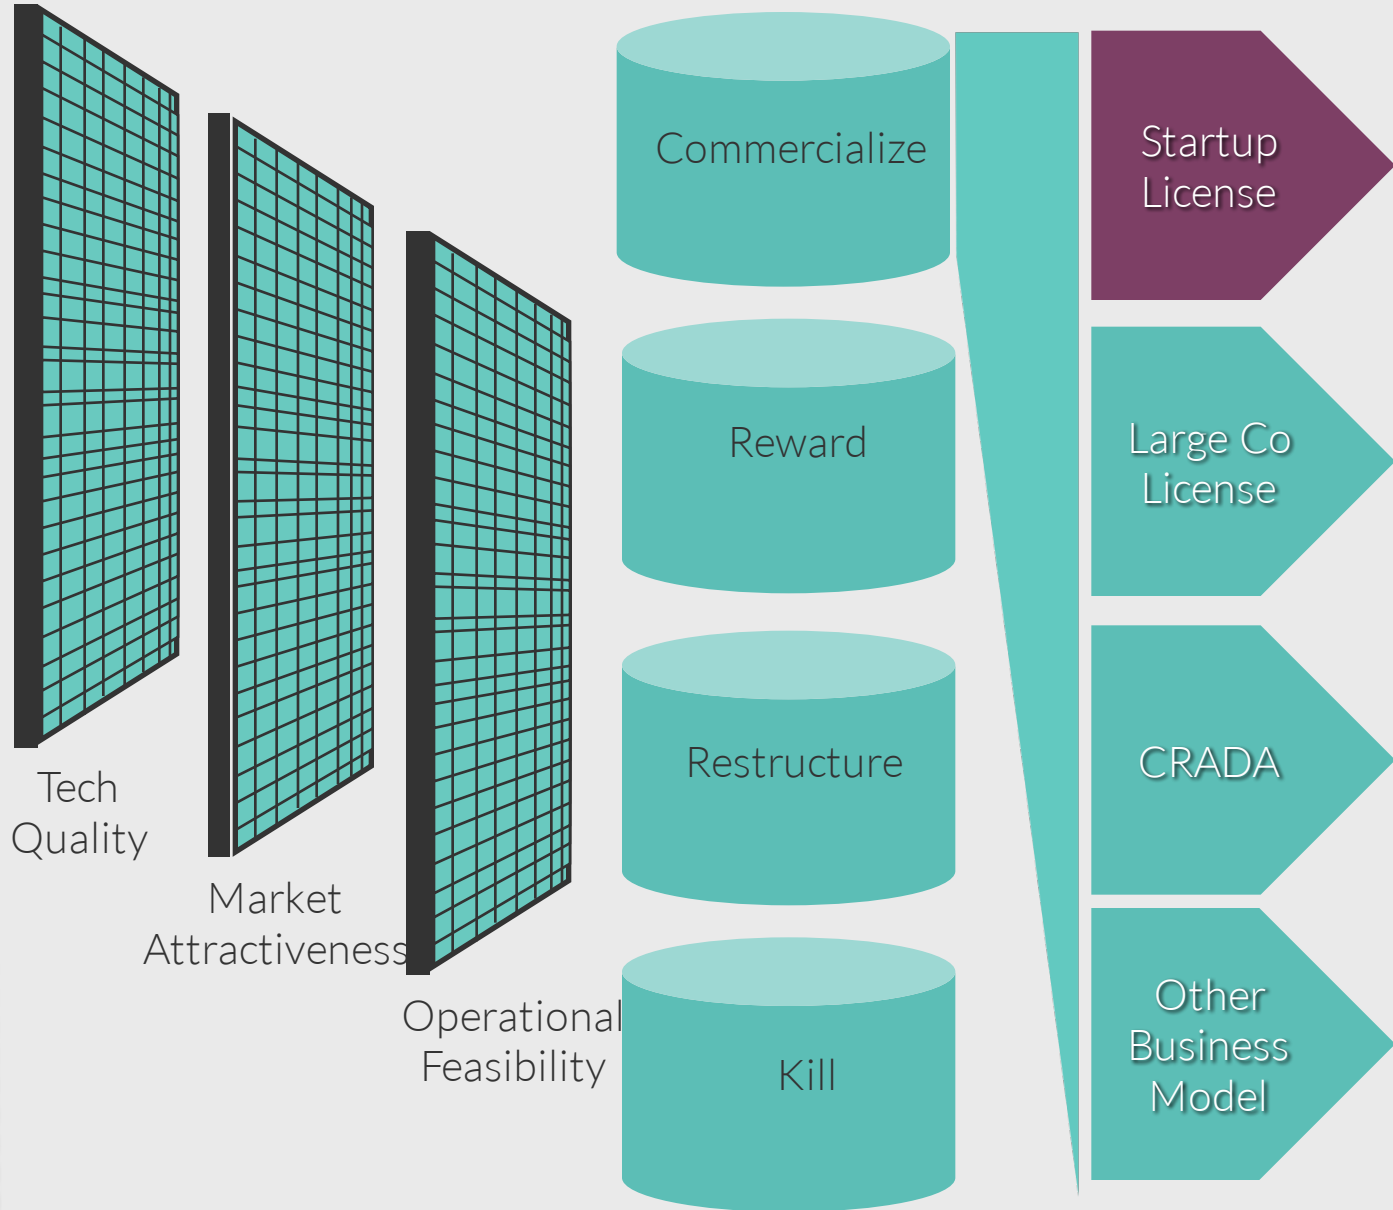 Tech
Quality
Market
Attractiveness
Operational
Feasibility
Commercialize
Reward
Restructure
Kill
Startup
License
Large Co
License
CRADA
Other
Business
Model